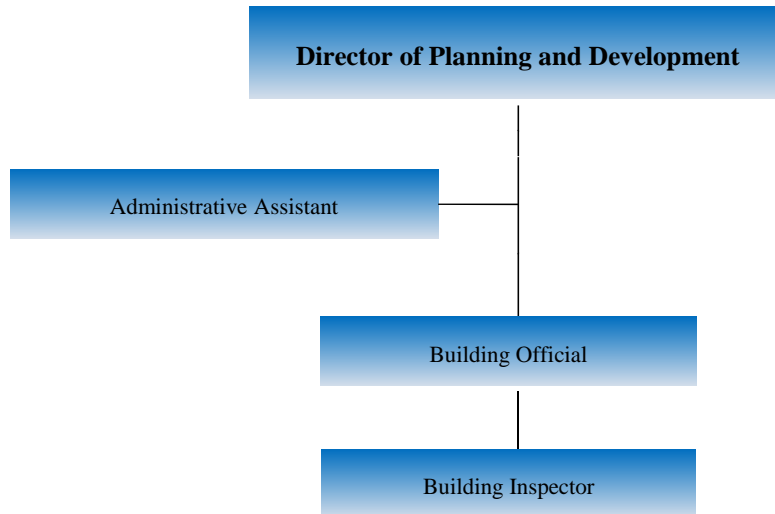 Director of Planning and Development
Administrative Assistant
Building Official
Building Inspector